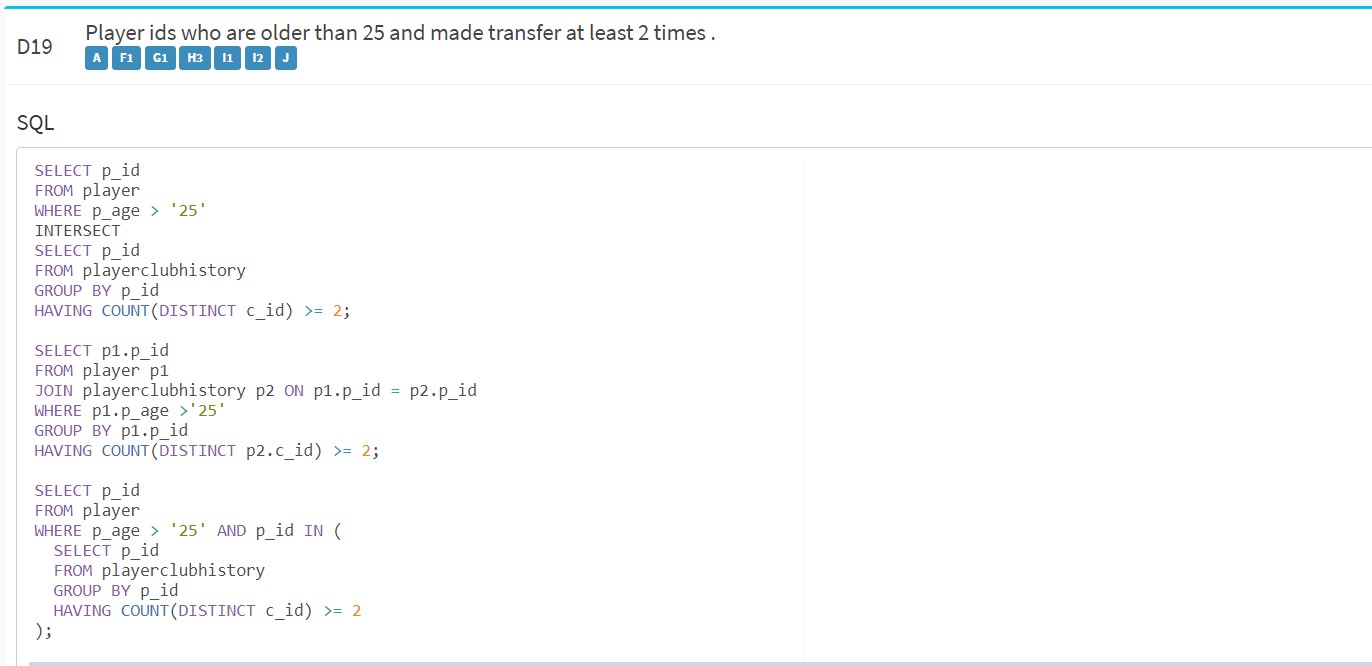 D19
Player ids who are older than 25 and made transfer at least 2 times .
A F1 G1 H3 I1 I2 J
SQL
SELECT p_id
FROM player
WHERE p_age > '25'
INTERSECT
SELECT p_id
FROM playerclubhistory
GROUP BY p_id
HAVING COUNT(DISTINCT c_id) >= 2;

SELECT p1.p_id
FROM player p1
JOIN playerclubhistory p2 ON p1.p_id = p2.p_id
WHERE p1.p_age >'25'
GROUP BY p1.p_id
HAVING COUNT(DISTINCT p2.c_id) >= 2;

SELECT p_id
FROM player
WHERE p_age > '25' AND p_id IN (
  SELECT p_id
  FROM playerclubhistory
  GROUP BY p_id
  HAVING COUNT(DISTINCT c_id) >= 2
);